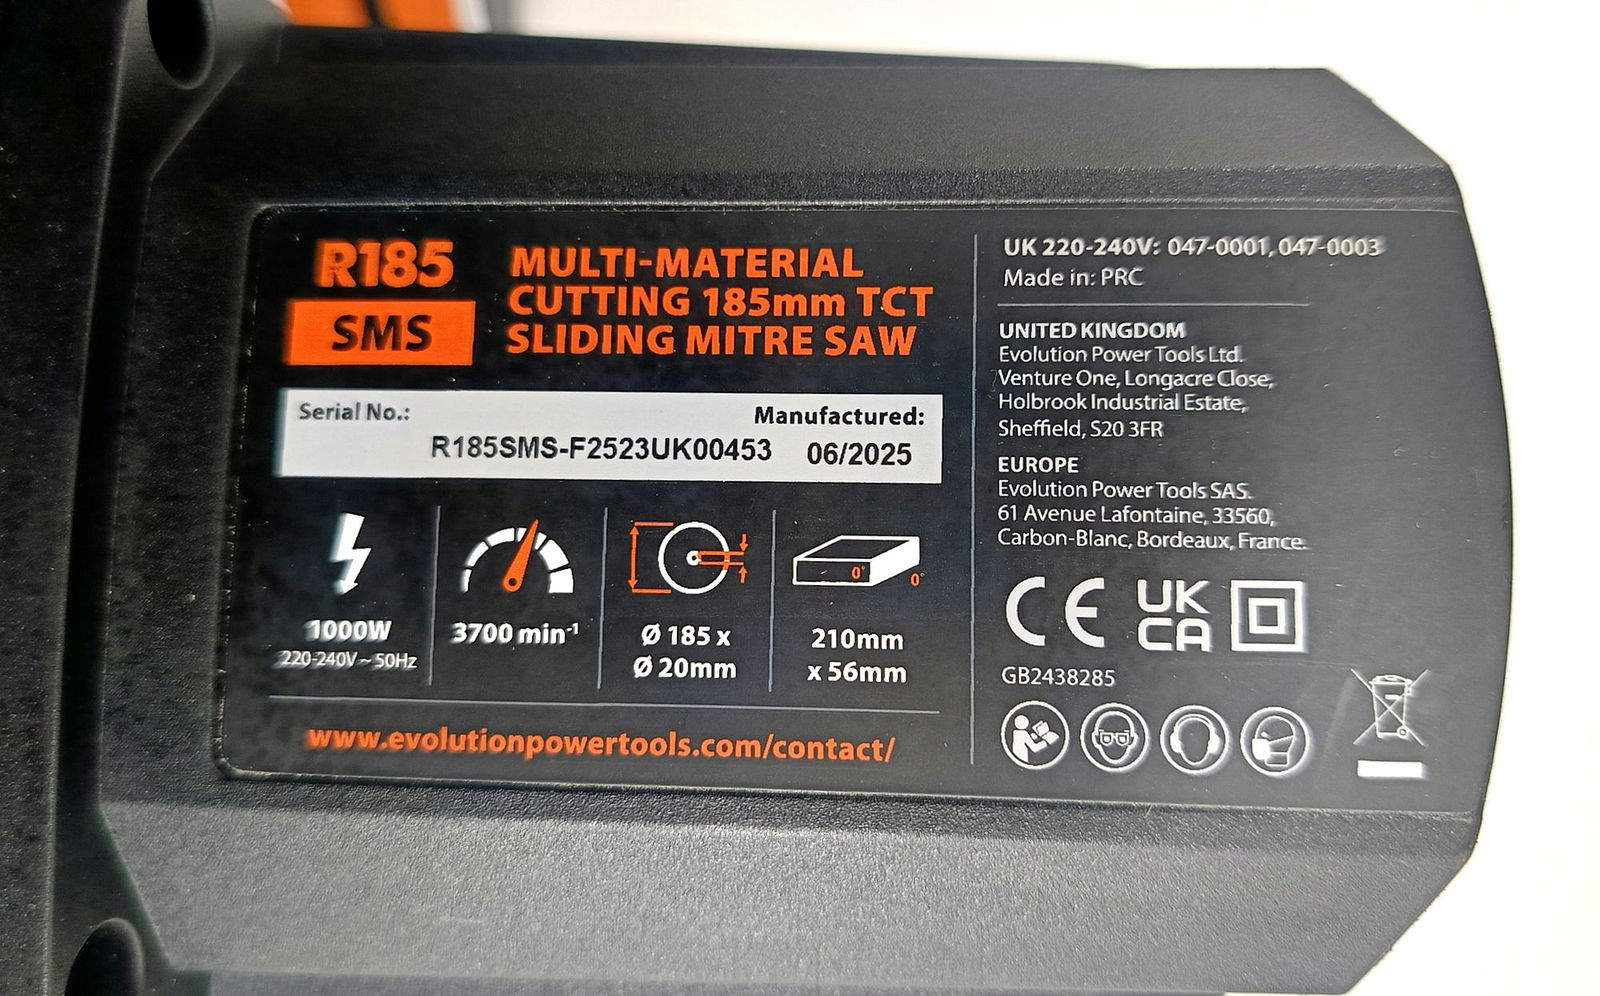 R185
SMS
MULTI-MATERIAL
CUTTING 185mm TCT
SLIDING MITRE SAW
Serial No.:
Manufactured:
R185SMS-F2523UK00453
06/2025
1000W
220-240V ~ 50Hz
3700 min⁻¹
Ø 185 x
Ø 20mm
0°
0°
210mm
x 56mm
www.evolutionpowertools.com/contact/
UK 220-240V: 047-0001, 047-0003
Made in: PRC
UNITED KINGDOM
Evolution Power Tools Ltd.
Venture One, Longacre Close,
Holbrook Industrial Estate,
Sheffield, S20 3FR
EUROPE
Evolution Power Tools SAS.
61 Avenue Lafontaine, 33560,
Carbon-Blanc, Bordeaux, France.
CE
UK
CA
GB2438285